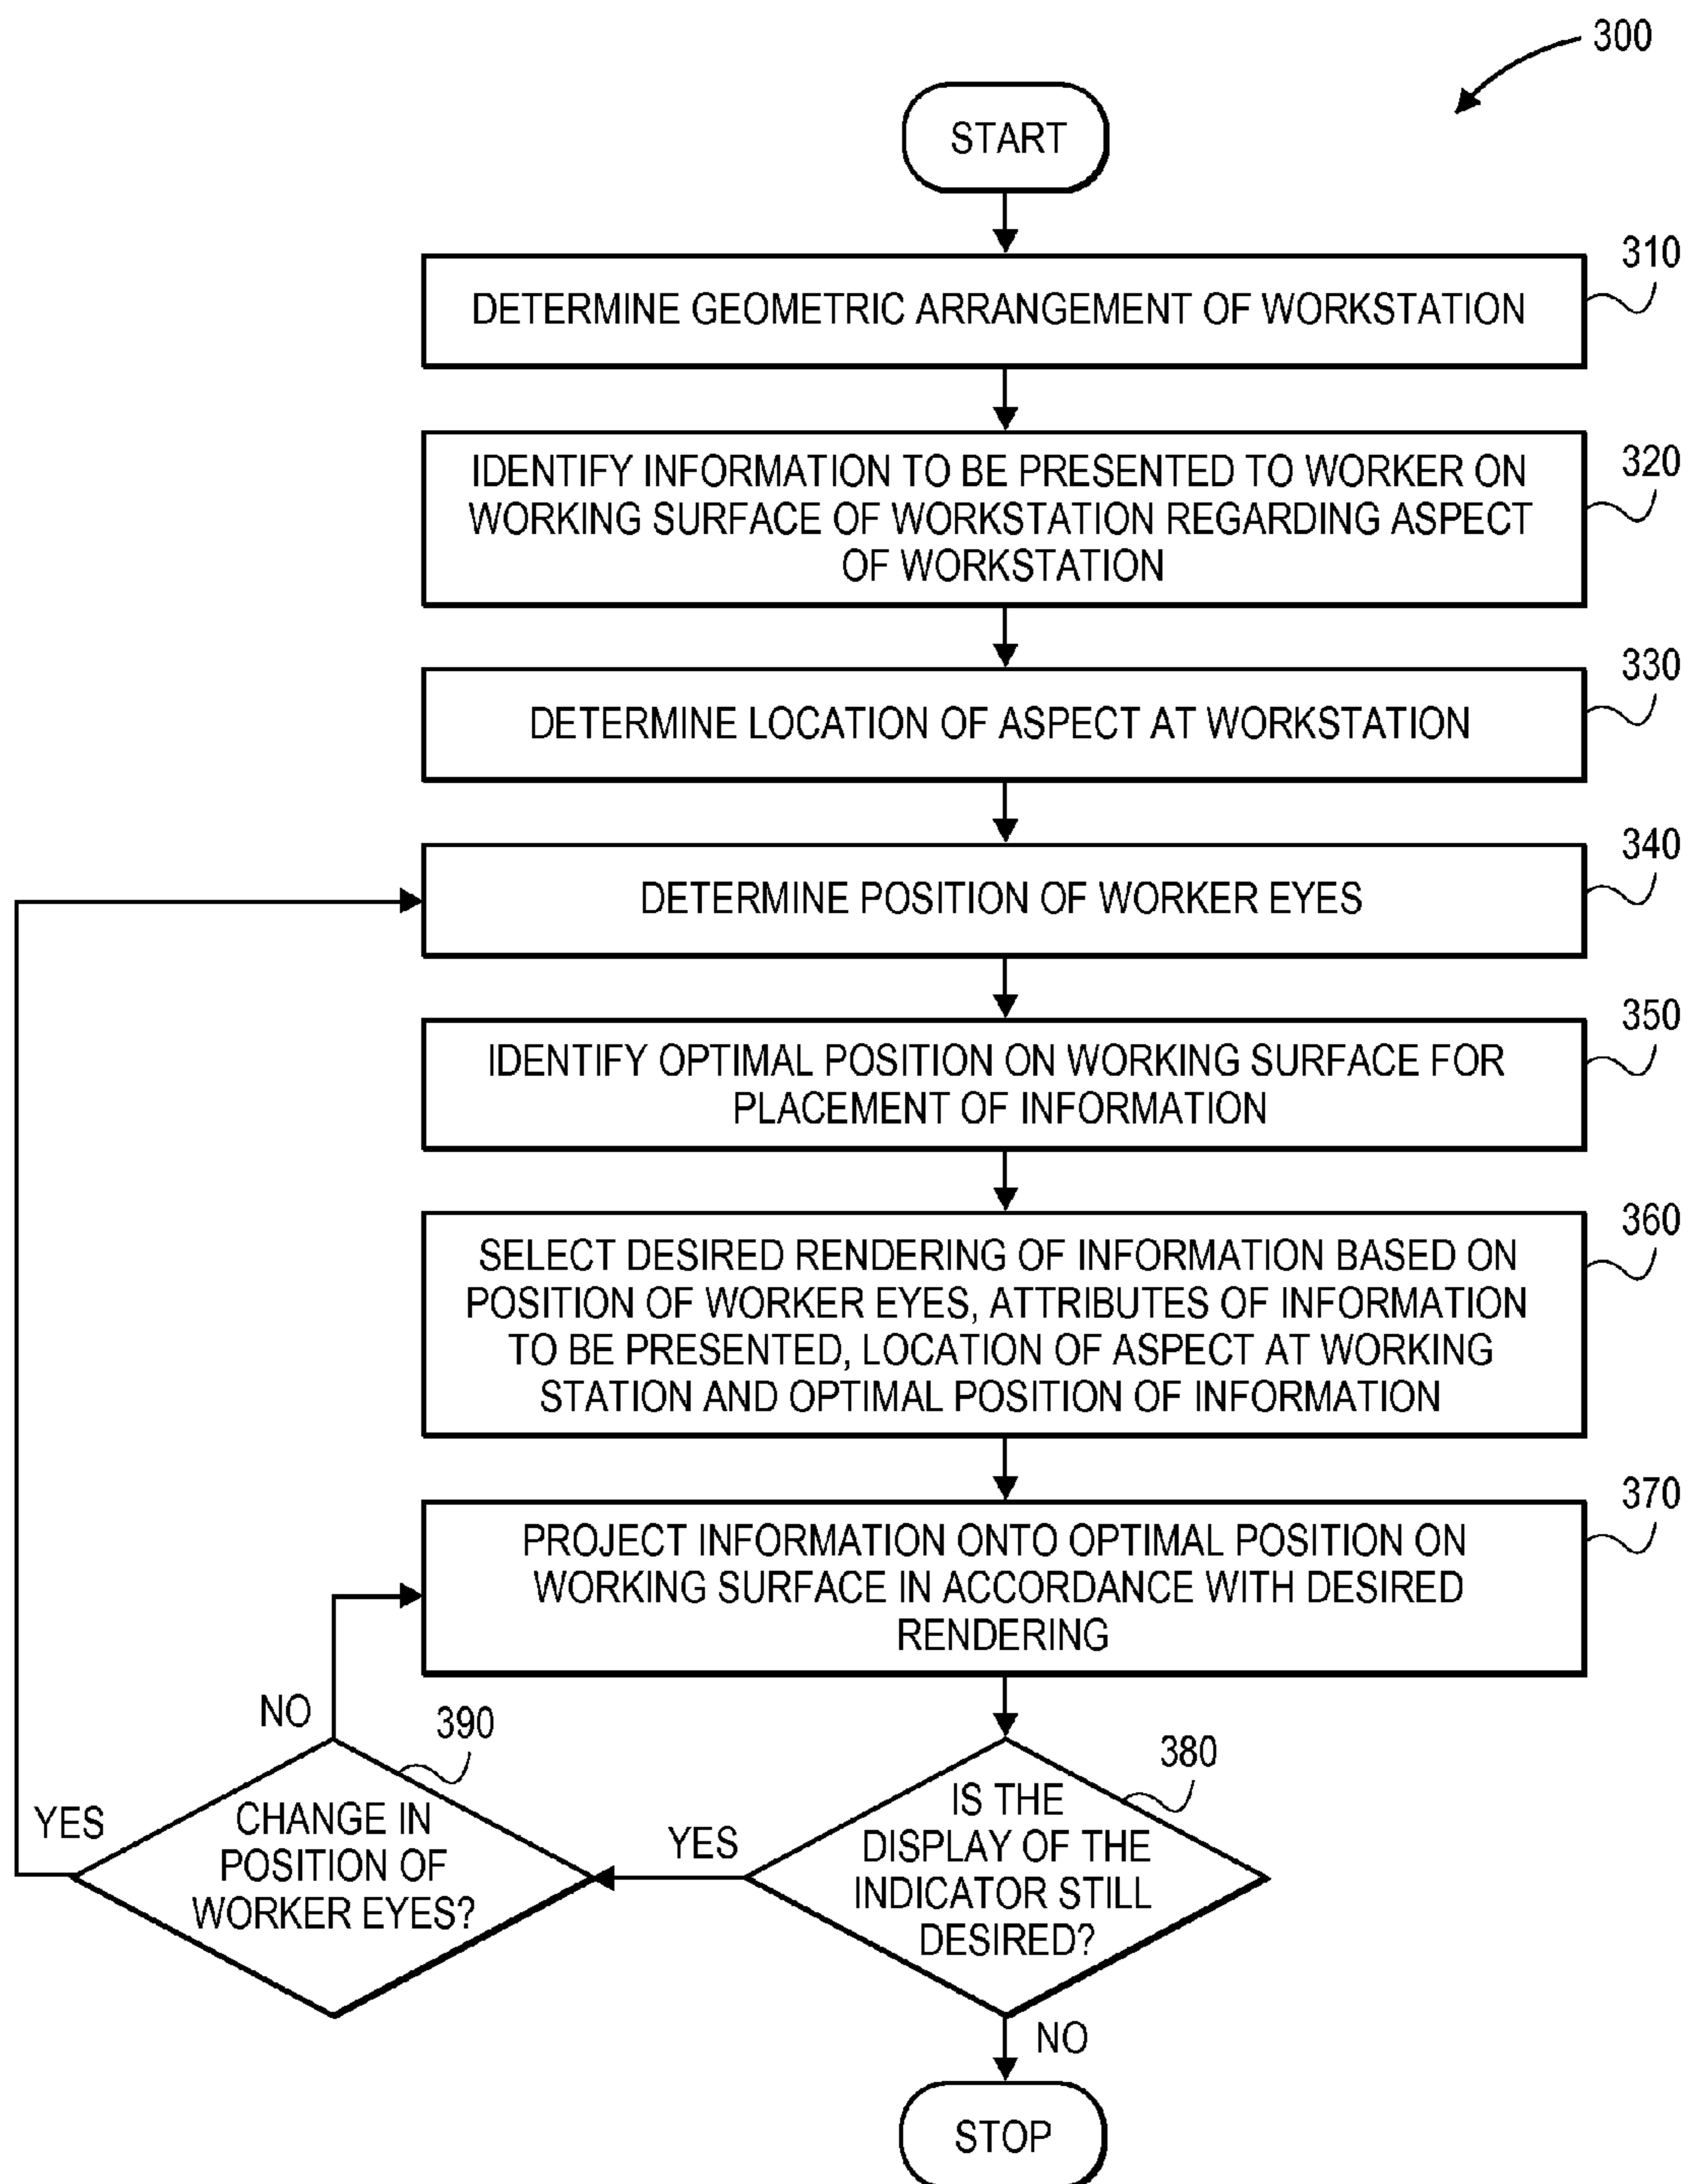 300
START
310
DETERMINE GEOMETRIC ARRANGEMENT OF WORKSTATION
320
IDENTIFY INFORMATION TO BE PRESENTED TO WORKER ON
WORKING SURFACE OF WORKSTATION REGARDING ASPECT
OF WORKSTATION
330
DETERMINE LOCATION OF ASPECT AT WORKSTATION
340
DETERMINE POSITION OF WORKER EYES
350
IDENTIFY OPTIMAL POSITION ON WORKING SURFACE FOR
PLACEMENT OF INFORMATION
360
SELECT DESIRED RENDERING OF INFORMATION BASED ON
POSITION OF WORKER EYES, ATTRIBUTES OF INFORMATION
TO BE PRESENTED, LOCATION OF ASPECT AT WORKING
STATION AND OPTIMAL POSITION OF INFORMATION
370
PROJECT INFORMATION ONTO OPTIMAL POSITION ON
WORKING SURFACE IN ACCORDANCE WITH DESIRED
RENDERING
380
IS THE
DISPLAY OF THE
INDICATOR STILL
DESIRED?
YES
NO
390
CHANGE IN
POSITION OF
WORKER EYES?
NO
YES
STOP